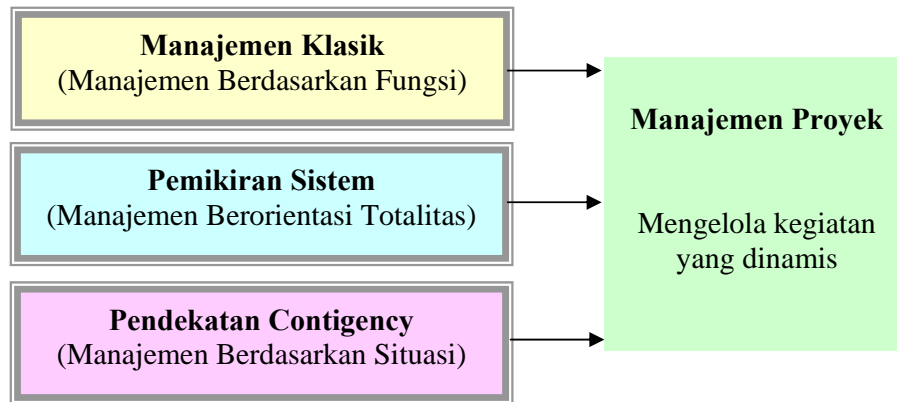 Manajemen Klasik
(Manajemen Berdasarkan Fungsi)
Pemikiran Sistem
(Manajemen Berorientasi Totalitas)
Pendekatan Contigency
(Manajemen Berdasarkan Situasi)
Manajemen Proyek
Mengelola kegiatan
yang dinamis